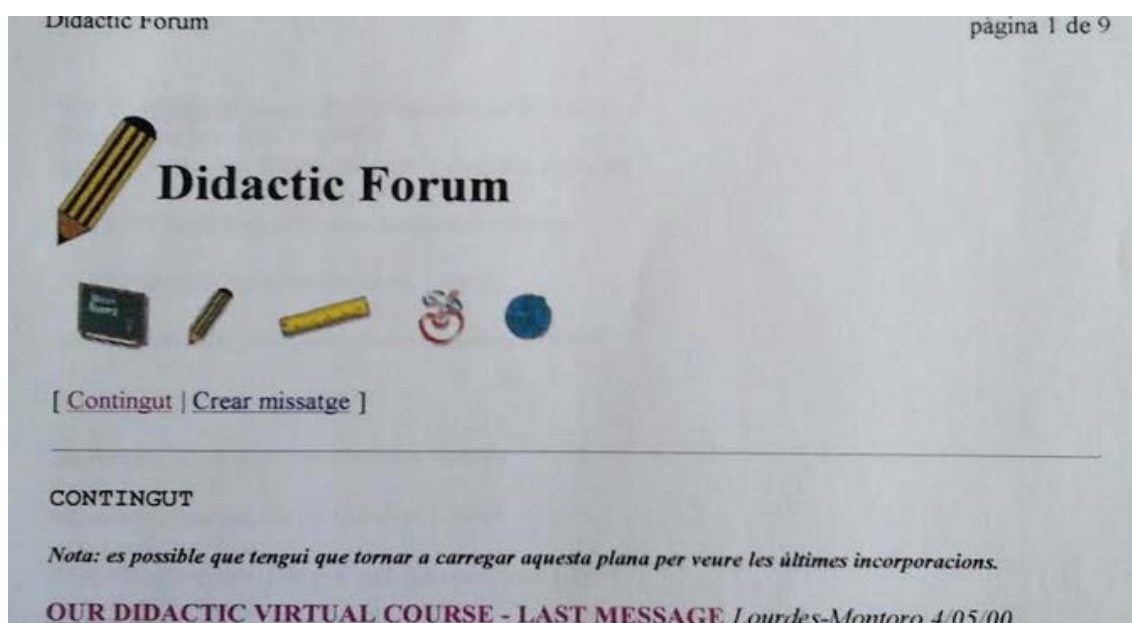 Didactic Forum
pàgina 1 de 9
Didactic Forum
[ Contingut | Crear missatge ]
CONTINGUT
Nota: es possible que tengui que tornar a carregar aquesta plana per veure les últimes incorporacions.
OUR DIDACTIC VIRTUAL COURSE - LAST MESSAGE Lourdes-Montoro 4/05/00